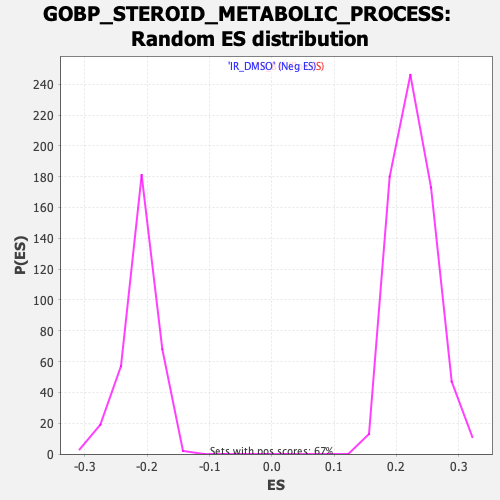 GOBP_STEROID_METABOLIC_PROCESS:
Random ES distribution
'IR_DMSO' (Neg ES)S)
P(ES)
240
220
200
180
160
140
120
100
80
60
40
20
0
Sets with pos scores: 67%
-0.3 -0.2 -0.1 0.0 0.1 0.2 0.3
ES